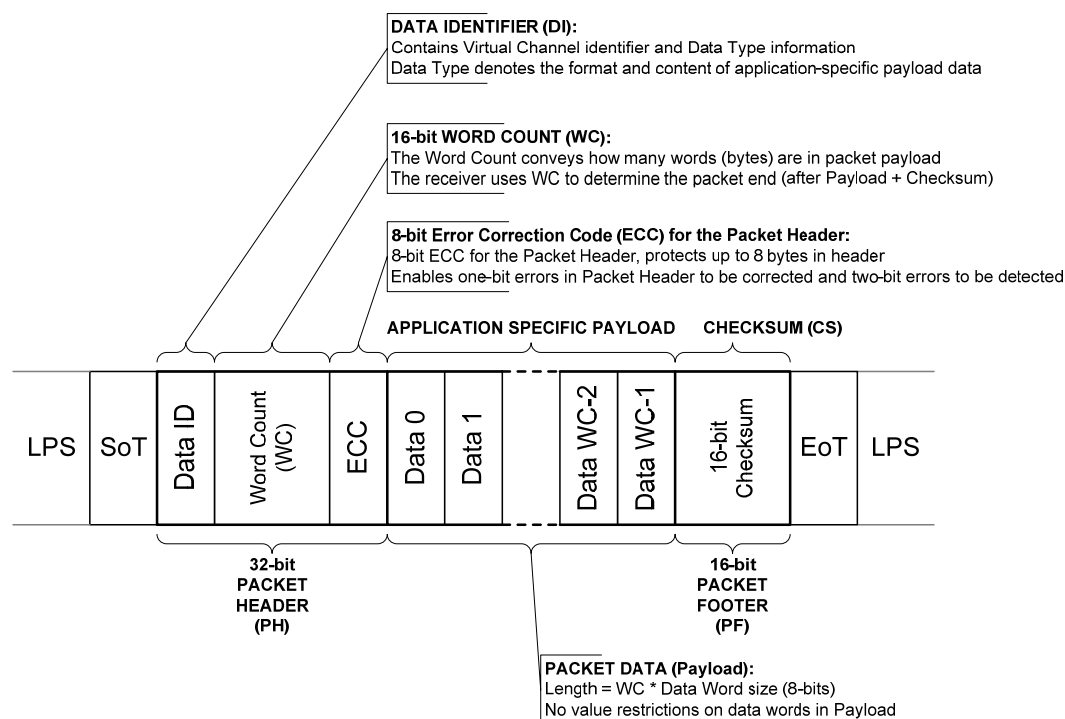 DATA IDENTIFIER (DI):
Contains Virtual Channel identifier and Data Type information
Data Type denotes the format and content of application-specific payload data
16-bit WORD COUNT (WC):
The Word Count conveys how many words (bytes) are in packet payload
The receiver uses WC to determine the packet end (after Payload + Checksum)
8-bit Error Correction Code (ECC) for the Packet Header:
8-bit ECC for the Packet Header, protects up to 8 bytes in header
Enables one-bit errors in Packet Header to be corrected and two-bit errors to be detected
APPLICATION SPECIFIC PAYLOAD
CHECKSUM (CS)
LPS
SoT
Data ID
Word Count
(WC)
ECC
Data 0
Data 1
Data WC-2
Data WC-1
16-bit
Checksum
EoT
LPS
32-bit
PACKET
HEADER
(PH)
16-bit
PACKET
FOOTER
(PF)
PACKET DATA (Payload):
Length = WC * Data Word size (8-bits)
No value restrictions on data words in Payload